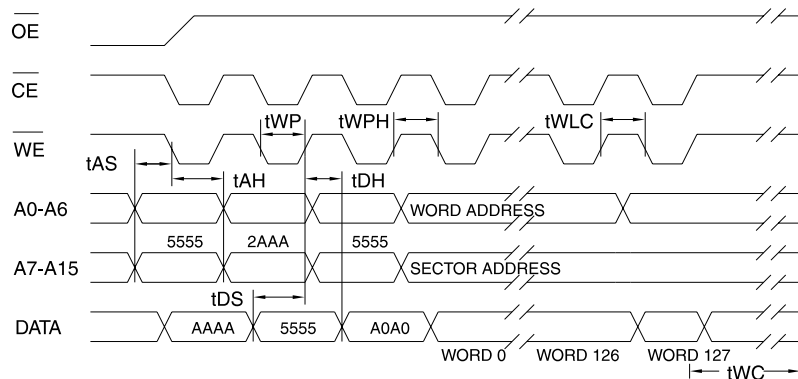 OE
CE
tWP tWPH tWLC
WE
tAS
tAH tDH
A0-A6 WORD ADDRESS
5555 2AAA 5555
A7-A15 SECTOR ADDRESS
tDS
DATA AAAA 5555 A0A0
WORD 0 WORD 126 WORD 127
tWC